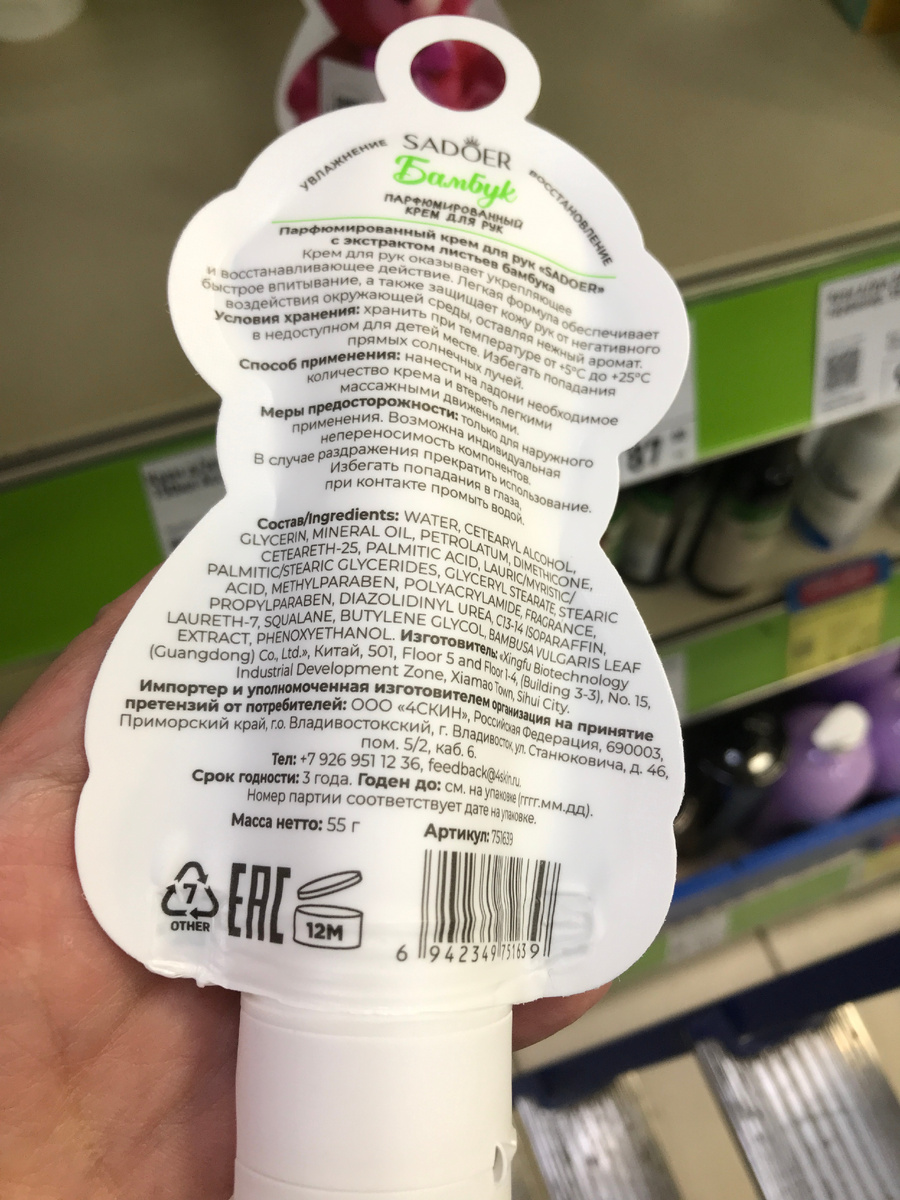 SADOER
УВЛАЖНЕНИЕ
ВОССТАНОВЛЕНИЕ
Бамбук
ПАРФЮМИРОВАННЫЙ
КРЕМ ДЛЯ РУК
Парфюмированный крем для рук «SADOER»
с экстрактом листьев бамбука
Крем для рук оказывает укрепляющее
и восстанавливающее действие. Легкая формула обеспечивает
быстрое впитывание, а также защищает кожу рук от негативного
воздействия окружающей среды, оставляя нежный аромат.
Условия хранения: хранить при температуре от +5°C до +25°C
в недоступном для детей месте. Избегать попадания
прямых солнечных лучей.
Способ применения: нанести на ладони необходимое
количество крема и втереть легкими
массажными движениями.
Меры предосторожности: только для наружного
применения. Возможна индивидуальная
непереносимость компонентов.
В случае раздражения прекратить использование.
Избегать попадания в глаза,
при контакте промыть водой.
Состав/Ingredients: WATER, CETEARYL ALCOHOL,
GLYCERIN, MINERAL OIL, PETROLATUM, DIMETHICONE,
CETEARETH-25, PALMITIC ACID, LAURIC/MYRISTIC/
PALMITIC/STEARIC GLYCERIDES, GLYCERYL STEARATE, STEARIC
ACID, METHYLPARABEN, POLYACRYLAMIDE, FRAGRANCE,
PROPYLPARABEN, DIAZOLIDINYL UREA, C13-14 ISOPARAFFIN,
LAURETH-7, SQUALANE, BUTYLENE GLYCOL, BAMBUSA VULGARIS LEAF
EXTRACT, PHENOXYETHANOL. Изготовитель: «Xingfu Biotechnology
(Guangdong) Co., Ltd.», Китай, 501, Floor 5 and Floor 1-4, (Building 3-3), No. 15,
Industrial Development Zone, Xiamao Town, Sihui City.
Импортер и уполномоченная изготовителем организация на принятие
претензий от потребителей: ООО «4СКИН», Российская Федерация, 690003,
Приморский край, г.о. Владивостокский, г. Владивосток, ул. Станюковича, д. 46,
пом. 5/2, каб. 6.
Тел: +7 926 951 12 36, feedback@4skin.ru.
Срок годности: 3 года. Годен до: см. на упаковке (гггг.мм.дд).
Номер партии соответствует дате на упаковке.
Масса нетто: 55 г
Артикул: 751639
7
OTHER
EAC
12M
6 942349 751639
87